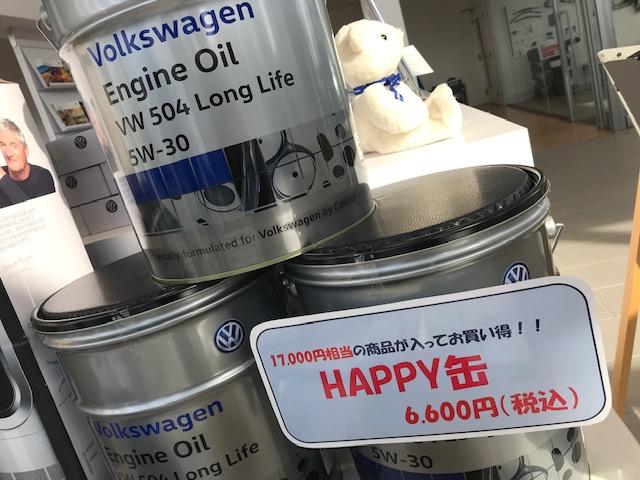 Volkswagen
Engine Oil
VW 504 Long Life
5W-30
Specially formulated for Volkswagen by Castrol
17.000円相当の商品が入ってお買い得！！
HAPPY缶
6.600円(税込)
Volkswagen
Engine Oil
VW 504 Long Life
5W-30